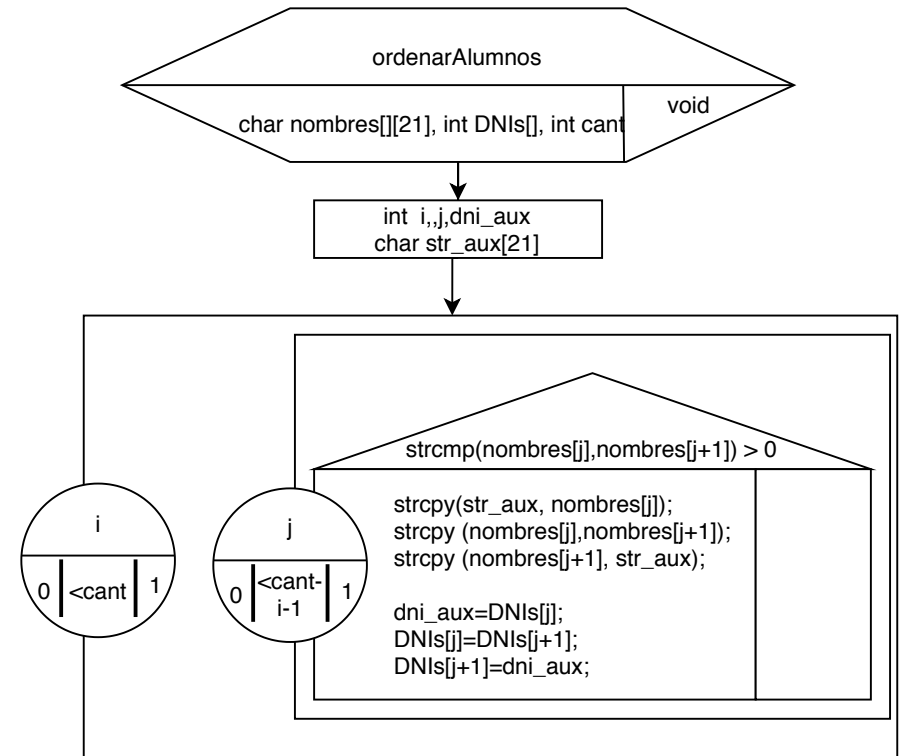 ordenarAlumnos
char nombres[][21], int DNIs[], int cant
void
int i,,j,dni_aux
char str_aux[21]
strcmp(nombres[j],nombres[j+1]) > 0
strcpy(str_aux, nombres[j]);
strcpy (nombres[j],nombres[j+1]);
strcpy (nombres[j+1], str_aux);
dni_aux=DNIs[j];
DNIs[j]=DNIs[j+1];
DNIs[j+1]=dni_aux;
i
0 <cant 1
j
0 <cant- 1
i-1